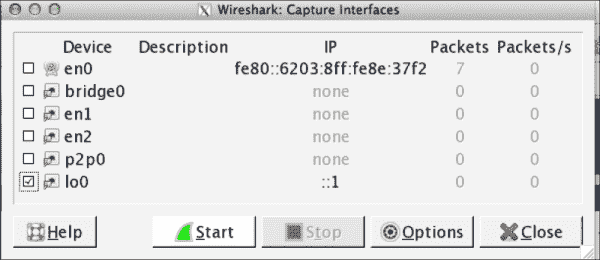 Wireshark: Capture Interfaces
Device Description IP Packets Packets/s
en0 fe80::6203:8ff:fe8e:37f2 7 0
bridge0 none 0 0
en1 none 0 0
en2 none 0 0
p2p0 none 0 0
lo0 ::1 0 0
Help Start Stop Options Close